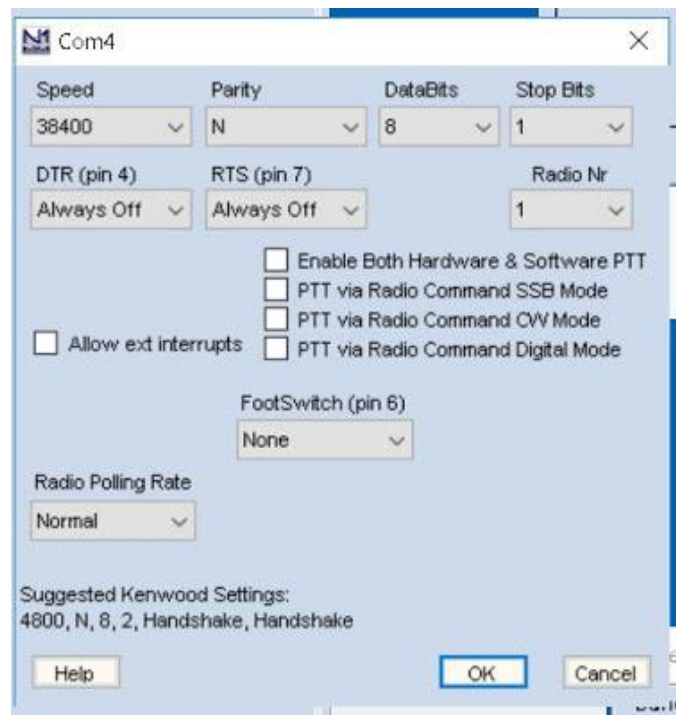 Com4
Speed Parity DataBits Stop Bits
38400 N 8 1
DTR (pin 4) RTS (pin 7) Radio Nr
Always Off Always Off 1
Enable Both Hardware & Software PTT
PTT via Radio Command SSB Mode
PTT via Radio Command CW Mode
Allow ext interrupts PTT via Radio Command Digital Mode
FootSwitch (pin 6)
None
Radio Polling Rate
Normal
Suggested Kenwood Settings:
4800, N, 8, 2, Handshake, Handshake
Help OK Cancel